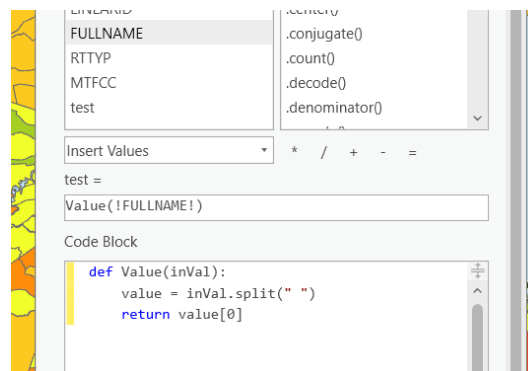 LINEARID
.center()
FULLNAME
.conjugate()
RTTYP
.count()
MTFCC
.decode()
test
.denominator()
Insert Values
* / + - =
test =
Value(!FULLNAME!)
Code Block
def Value(inVal):
value = inVal.split(" ")
return value[0]